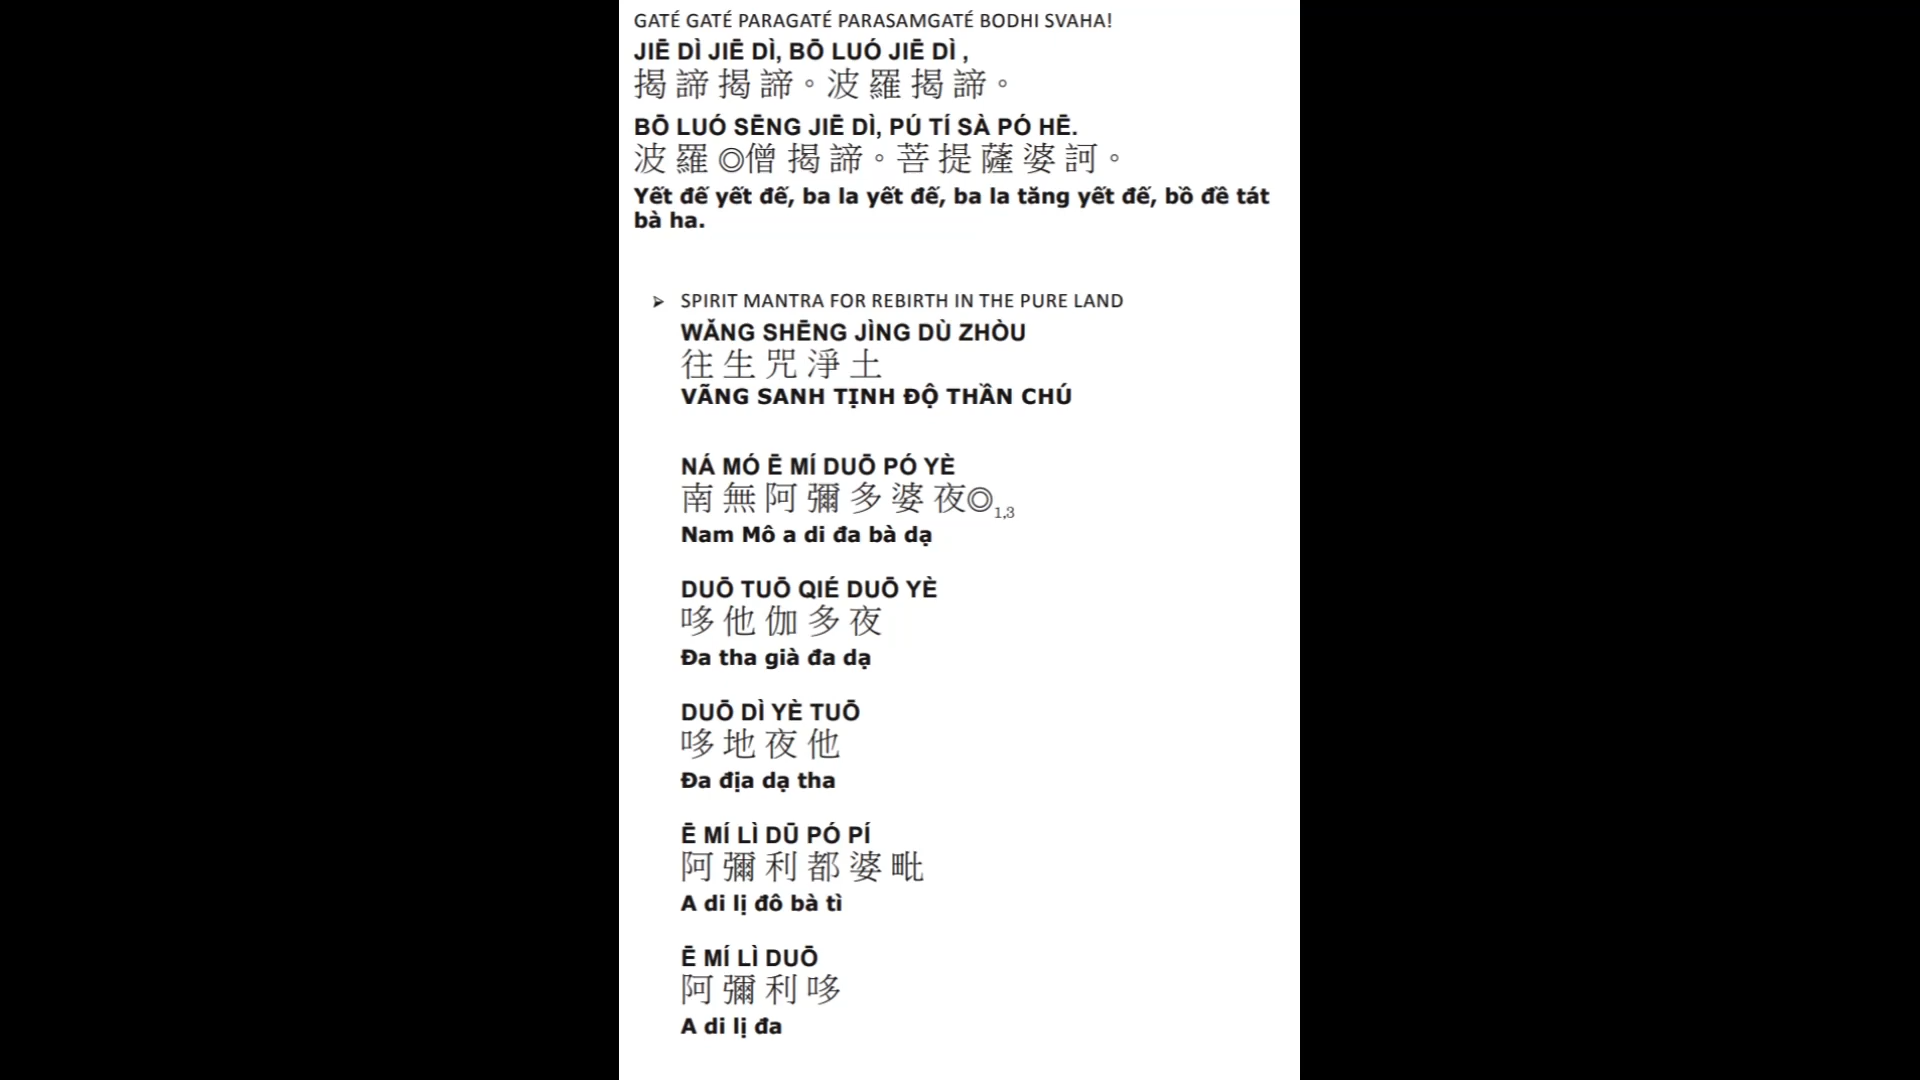 GATÉ GATÉ PARAGATÉ PARASAMGATÉ BODHI SVAHA!
JIĒ DÌ JIĒ DÌ, BŌ LUÓ JIĒ DÌ ,
揭 諦 揭 諦。波 羅 揭 諦。
BŌ LUÓ SĒNG JIĒ DÌ, PÚ TÍ SÀ PÓ HĒ.
波 羅 ◎僧 揭 諦。菩 提 薩 婆 訶。
Yết đế yết đế, ba la yết đế, ba la tăng yết đế, bồ đề tát
bà ha.
➢ SPIRIT MANTRA FOR REBIRTH IN THE PURE LAND
WǍNG SHĒNG JÌNG DÙ ZHÒU
往 生 咒 淨 土
VÃNG SANH TỊNH ĐỘ THẦN CHÚ
NÁ MÓ Ē MÍ DUŌ PÓ YÈ
南 無 阿 彌 多 婆 夜◎1,3
Nam Mô a di đa bà dạ
DUŌ TUŌ QIÉ DUŌ YÈ
哆 他 伽 多 夜
Đa tha già đa dạ
DUŌ DÌ YÈ TUŌ
哆 地 夜 他
Đa địa dạ tha
Ē MÍ LÌ DŪ PÓ PÍ
阿 彌 利 都 婆 毗
A di lị đô bà tì
Ē MÍ LÌ DUŌ
阿 彌 利 哆
A di lị đa